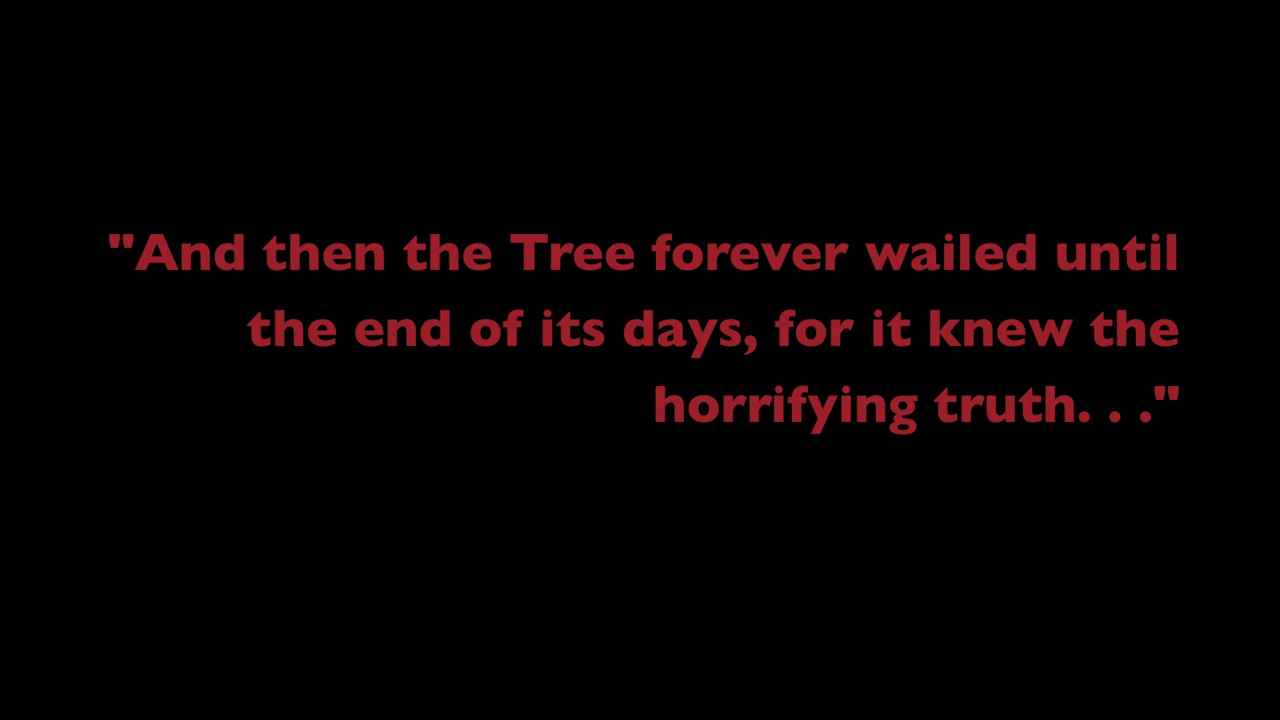 "And then the Tree forever wailed until
the end of its days, for it knew the
horrifying truth. . ."